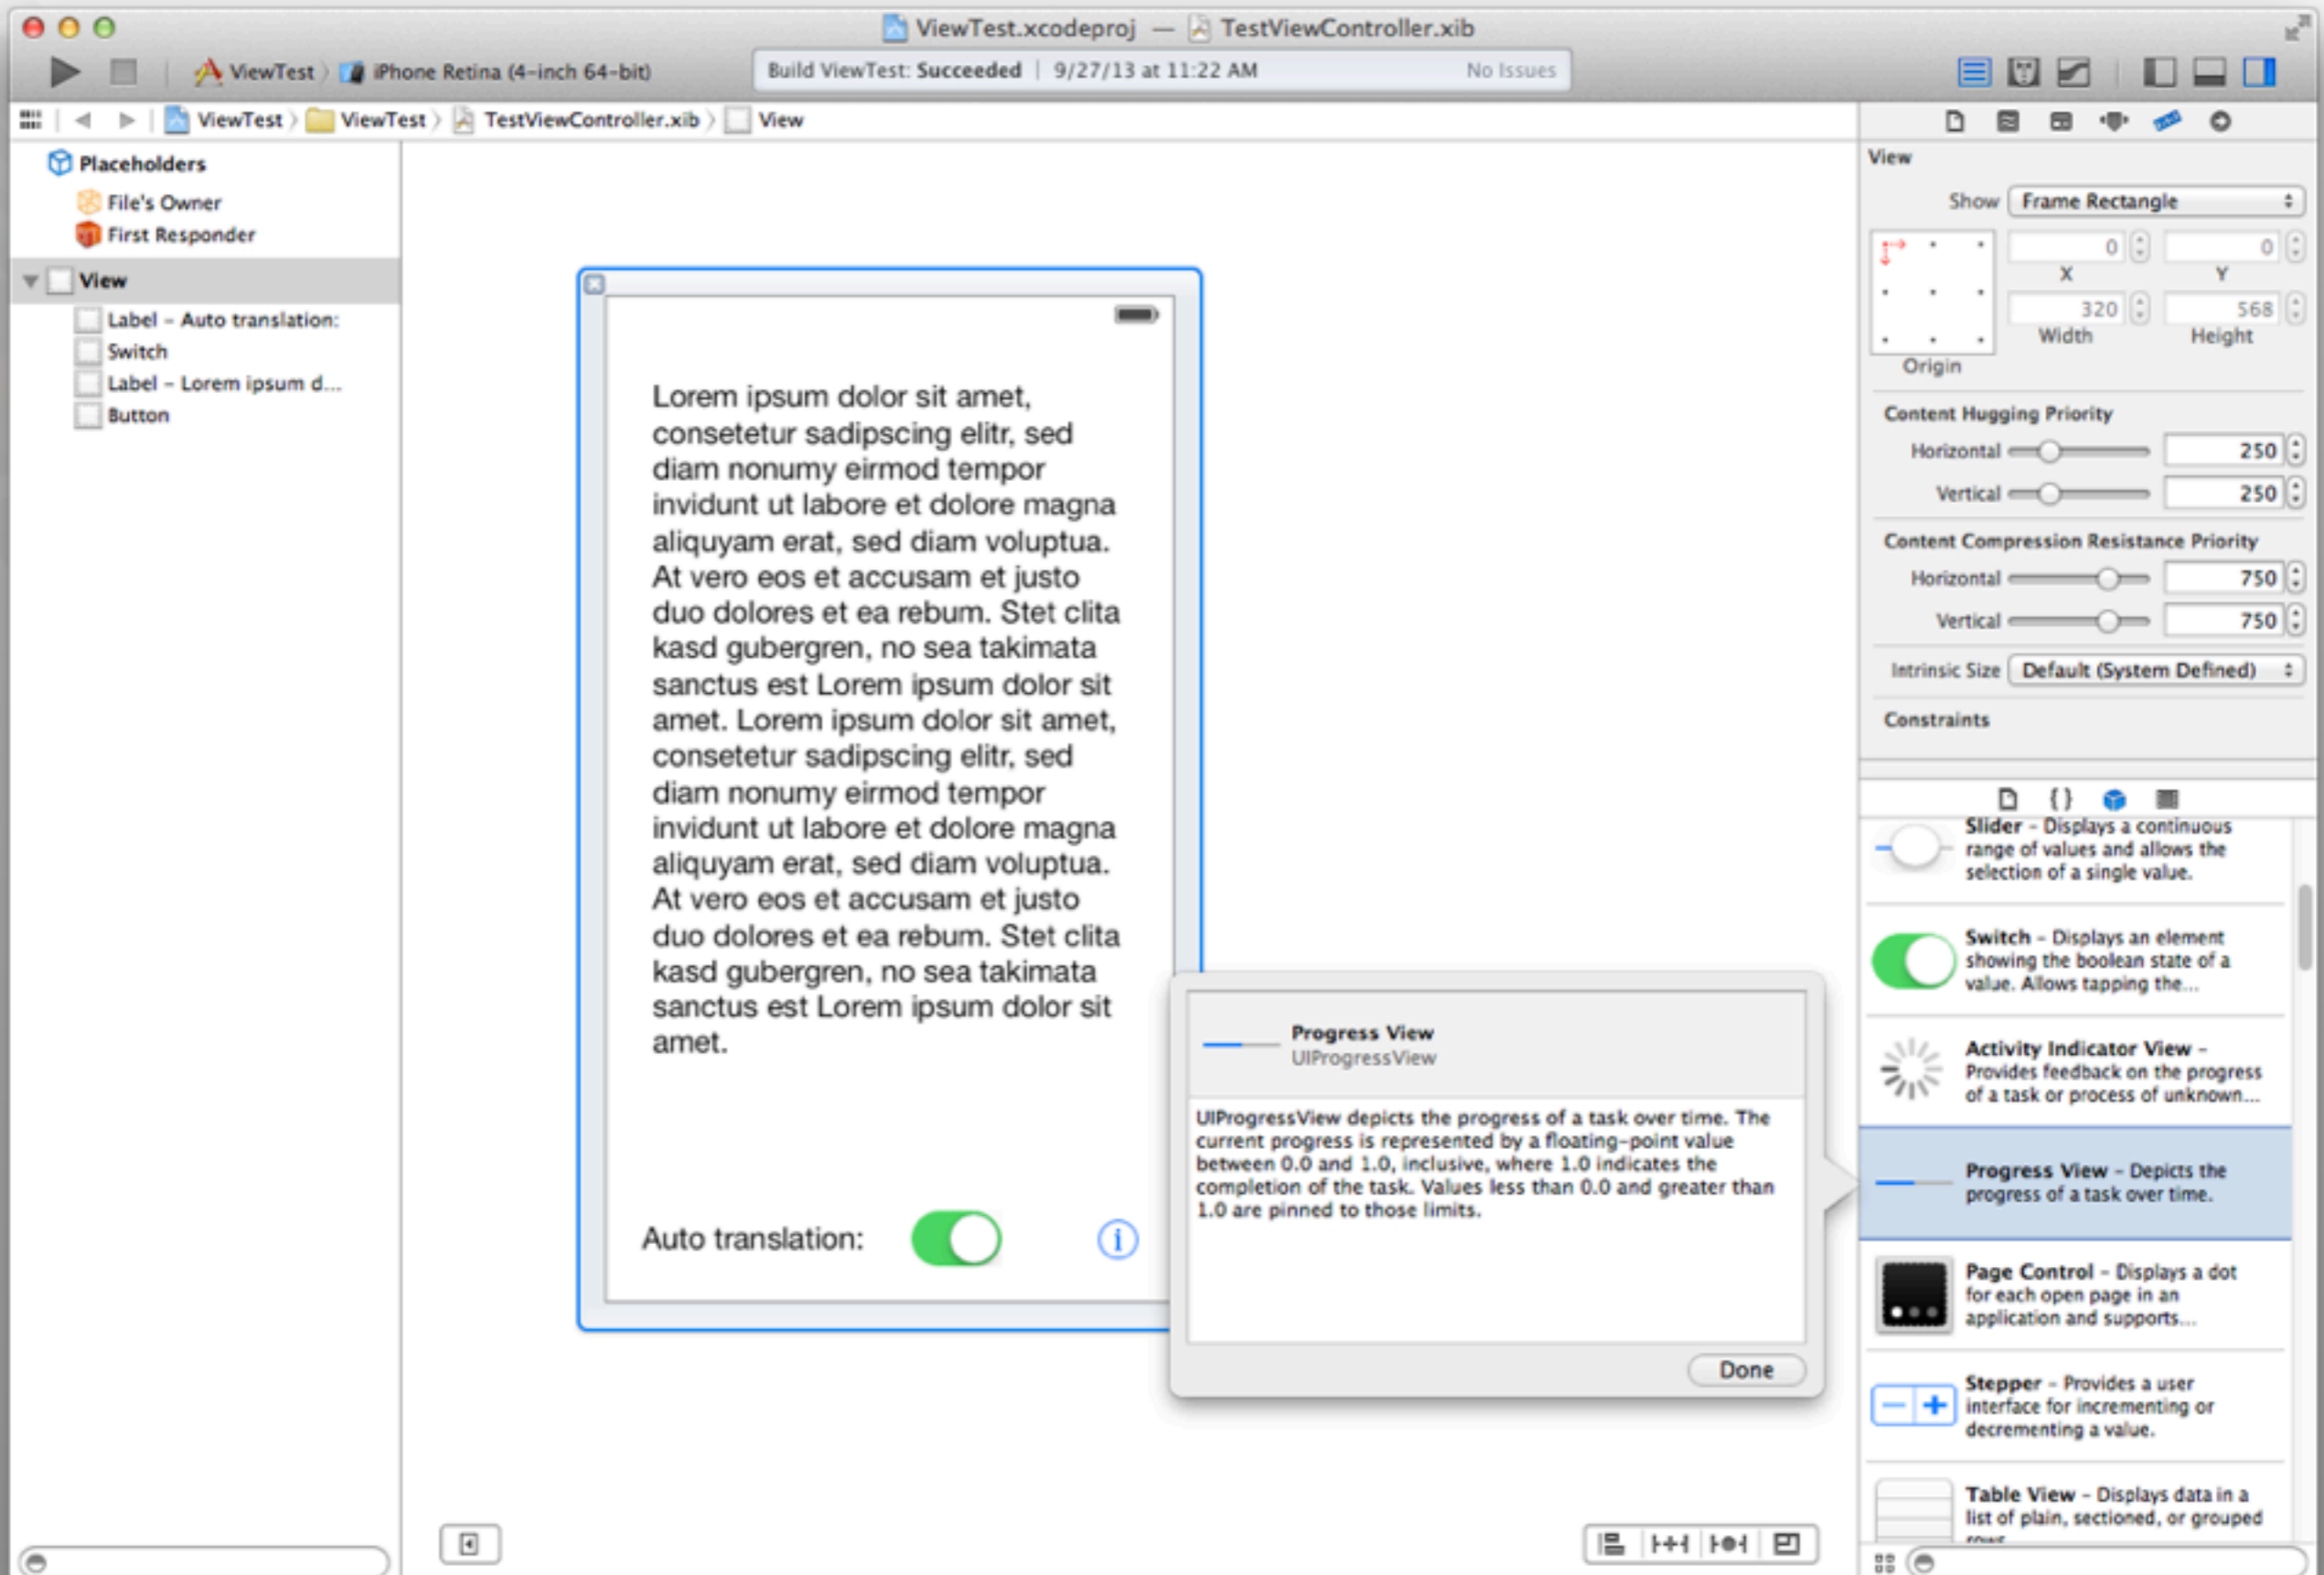 ViewTest.xcodeproj — TestViewController.xib
ViewTest iPhone Retina (4-inch 64-bit)
Build ViewTest: Succeeded | 9/27/13 at 11:22 AM No Issues
ViewTest ViewTest TestViewController.xib View
Placeholders
File's Owner
First Responder
View
Label - Auto translation:
Switch
Label - Lorem ipsum d...
Button
Lorem ipsum dolor sit amet,
consetetur sadipscing elitr, sed
diam nonumy eirmod tempor
invidunt ut labore et dolore magna
aliquyam erat, sed diam voluptua.
At vero eos et accusam et justo
duo dolores et ea rebum. Stet clita
kasd gubergren, no sea takimata
sanctus est Lorem ipsum dolor sit
amet. Lorem ipsum dolor sit amet,
consetetur sadipscing elitr, sed
diam nonumy eirmod tempor
invidunt ut labore et dolore magna
aliquyam erat, sed diam voluptua.
At vero eos et accusam et justo
duo dolores et ea rebum. Stet clita
kasd gubergren, no sea takimata
sanctus est Lorem ipsum dolor sit
amet.
Auto translation:
i
Progress View
UIProgressView
UIProgressView depicts the progress of a task over time. The
current progress is represented by a floating-point value
between 0.0 and 1.0, inclusive, where 1.0 indicates the
completion of the task. Values less than 0.0 and greater than
1.0 are pinned to those limits.
Done
View
Show Frame Rectangle
0 0
X Y
320 568
Width Height
Origin
Content Hugging Priority
Horizontal 250
Vertical 250
Content Compression Resistance Priority
Horizontal 750
Vertical 750
Intrinsic Size Default (System Defined)
Constraints
{ }
Slider - Displays a continuous
range of values and allows the
selection of a single value.
Switch - Displays an element
showing the boolean state of a
value. Allows tapping the...
Activity Indicator View -
Provides feedback on the progress
of a task or process of unknown...
Progress View - Depicts the
progress of a task over time.
Page Control - Displays a dot
for each open page in an
application and supports...
Stepper - Provides a user
interface for incrementing or
decrementing a value.
Table View - Displays data in a
list of plain, sectioned, or grouped
rows.